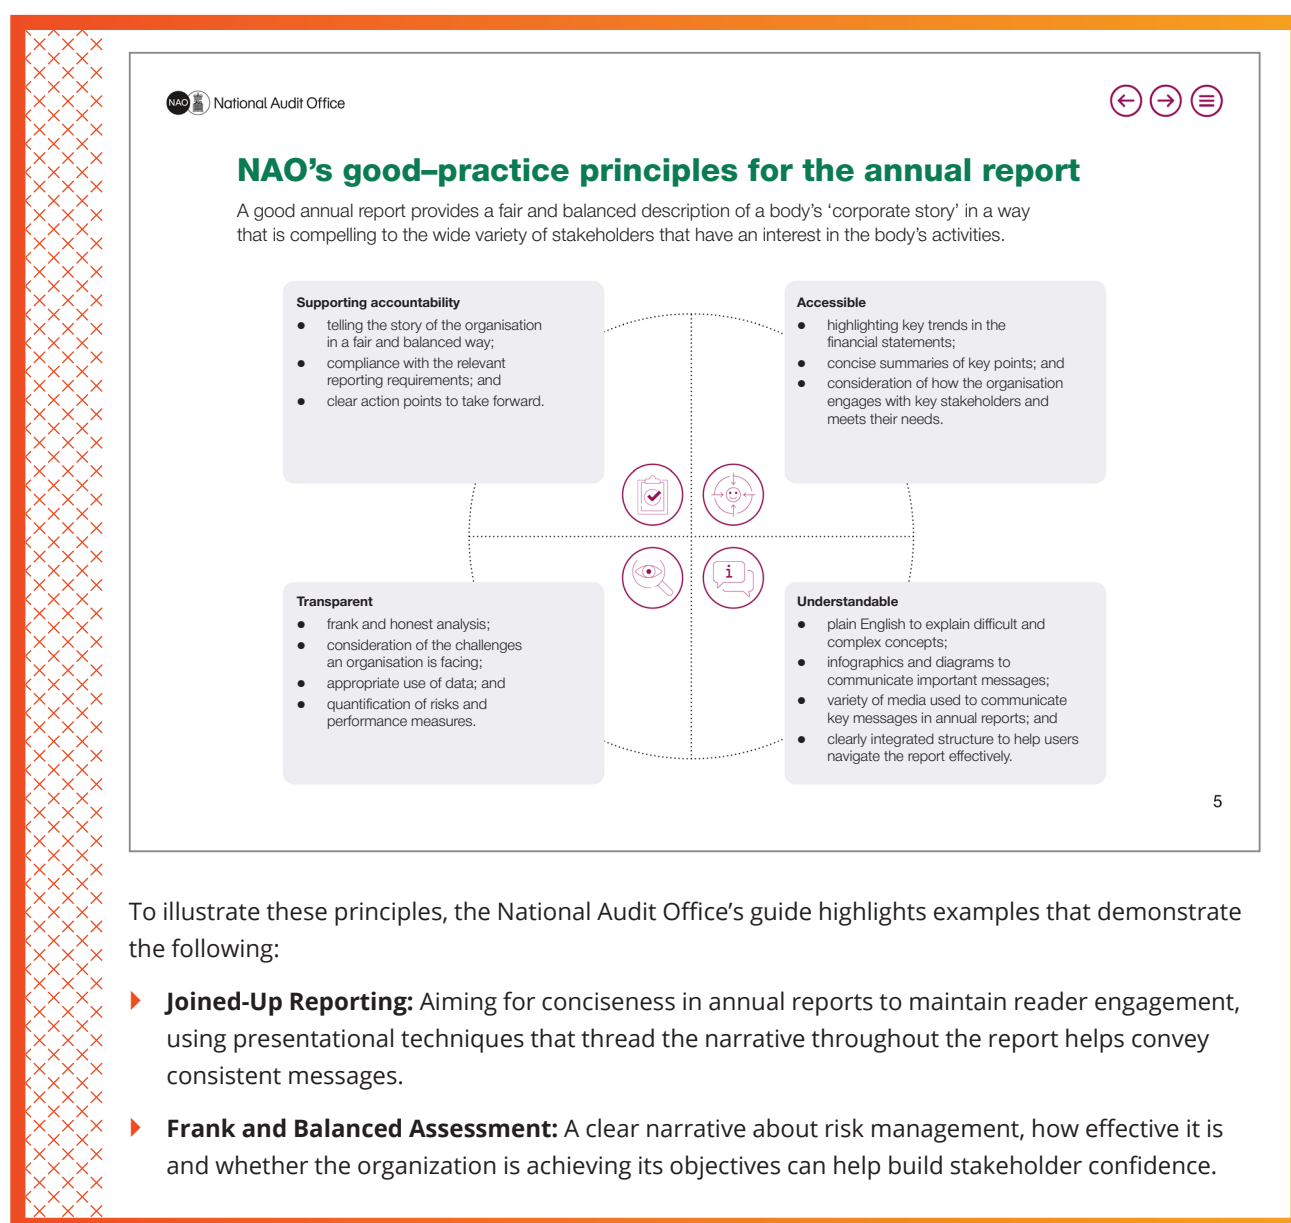 NAO National Audit Office
NAO’s good–practice principles for the annual report
A good annual report provides a fair and balanced description of a body’s ‘corporate story’ in a way
that is compelling to the wide variety of stakeholders that have an interest in the body’s activities.
Supporting accountability
● telling the story of the organisation
in a fair and balanced way;
● compliance with the relevant
reporting requirements; and
● clear action points to take forward.
Accessible
● highlighting key trends in the
financial statements;
● concise summaries of key points; and
● consideration of how the organisation
engages with key stakeholders and
meets their needs.
i
Transparent
● frank and honest analysis;
● consideration of the challenges
an organisation is facing;
● appropriate use of data; and
● quantification of risks and
performance measures.
Understandable
● plain English to explain difficult and
complex concepts;
● infographics and diagrams to
communicate important messages;
● variety of media used to communicate
key messages in annual reports; and
● clearly integrated structure to help users
navigate the report effectively.
5
To illustrate these principles, the National Audit Office’s guide highlights examples that demonstrate
the following:
Joined-Up Reporting: Aiming for conciseness in annual reports to maintain reader engagement,
using presentational techniques that thread the narrative throughout the report helps convey
consistent messages.
Frank and Balanced Assessment: A clear narrative about risk management, how effective it is
and whether the organization is achieving its objectives can help build stakeholder confidence.